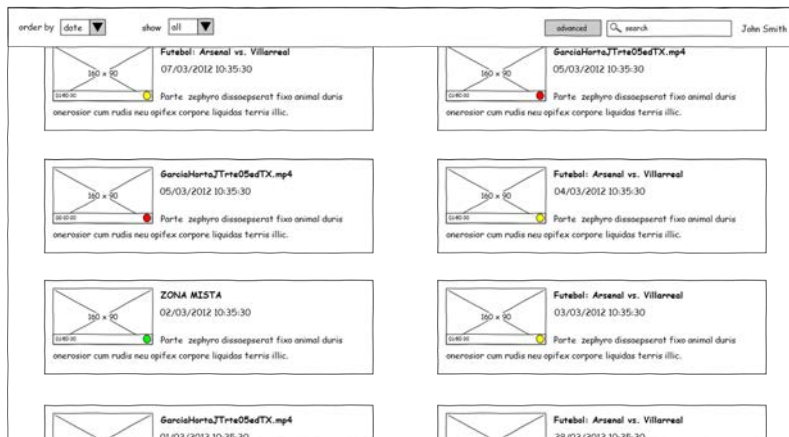 order by date show all advanced search John Smith
Futebol: Arsenal vs. Villarreal
07/03/2012 10:35:30
160 x 90
Parte zephyro dissaepserat fixo animal duris
onerosior cum rudis neu opifex corpore liquidas terris illic.
GarciaHortaJTrte05edTX.mp4
05/03/2012 10:35:30
160 x 90
Parte zephyro dissaepserat fixo animal duris
onerosior cum rudis neu opifex corpore liquidas terris illic.
GarciaHortaJTrte05edTX.mp4
05/03/2012 10:35:30
160 x 90
Parte zephyro dissaepserat fixo animal duris
onerosior cum rudis neu opifex corpore liquidas terris illic.
Futebol: Arsenal vs. Villarreal
04/03/2012 10:35:30
160 x 90
Parte zephyro dissaepserat fixo animal duris
onerosior cum rudis neu opifex corpore liquidas terris illic.
ZONA MISTA
02/03/2012 10:35:30
160 x 90
Parte zephyro dissaepserat fixo animal duris
onerosior cum rudis neu opifex corpore liquidas terris illic.
Futebol: Arsenal vs. Villarreal
03/03/2012 10:35:30
160 x 90
Parte zephyro dissaepserat fixo animal duris
onerosior cum rudis neu opifex corpore liquidas terris illic.
GarciaHortaJTrte05edTX.mp4
Futebol: Arsenal vs. Villarreal